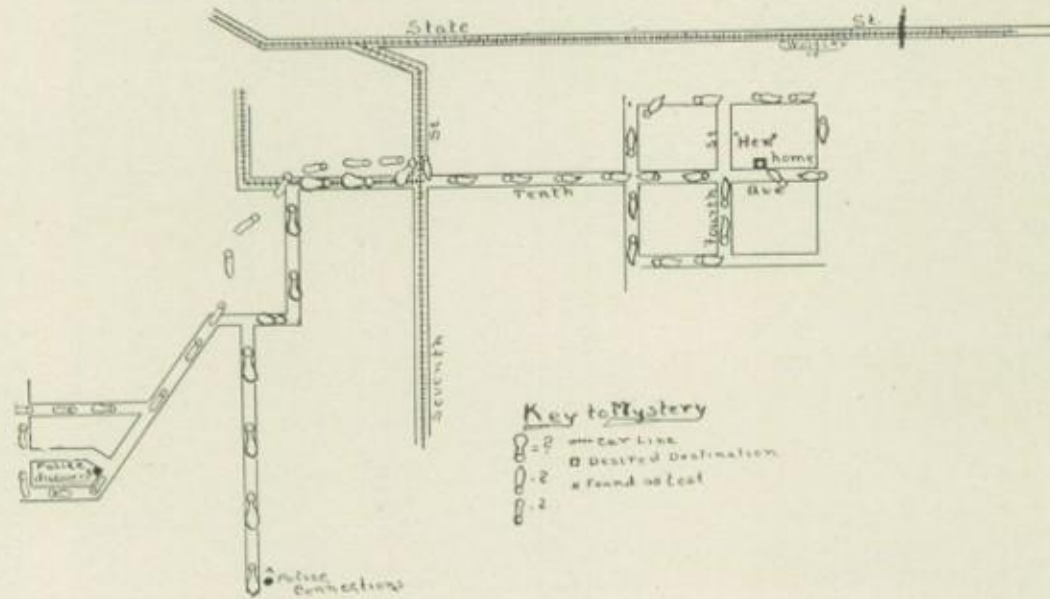 State St.
St
"Her"
home
Tenth Ave
St
Fourth
Seventh
Key to Mystery
= ? Car Line
= ? Desired Destination
= ? x Found as Lost
Police
Police
Connections